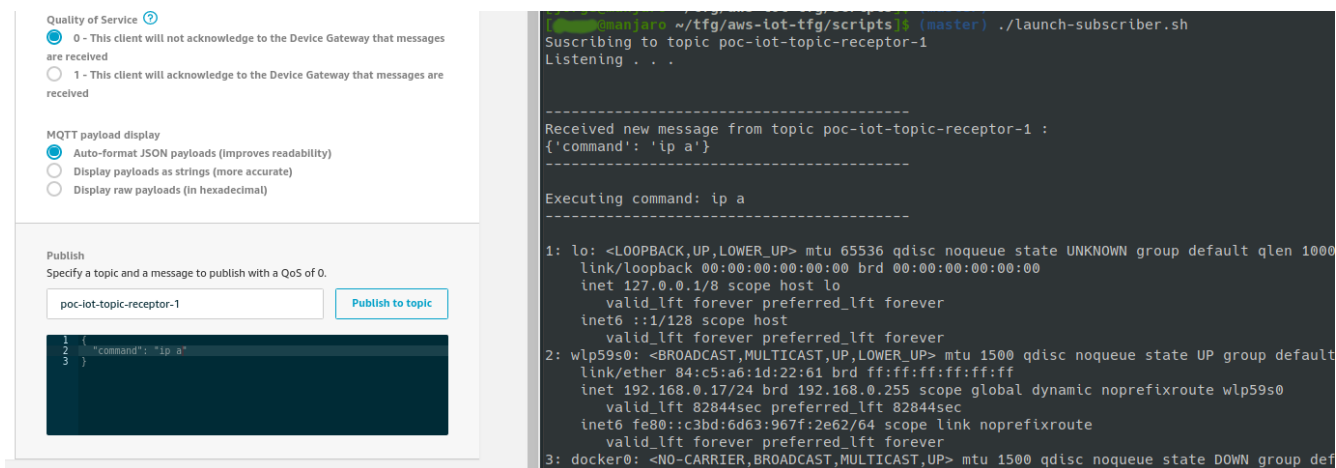 Quality of Service ?
0 - This client will not acknowledge to the Device Gateway that messages
are received
1 - This client will acknowledge to the Device Gateway that messages are
received
MQTT payload display
Auto-format JSON payloads (improves readability)
Display payloads as strings (more accurate)
Display raw payloads (in hexadecimal)
Publish
Specify a topic and a message to publish with a QoS of 0.
poc-iot-topic-receptor-1
Publish to topic
1 {
2 "command": "ip a"
3 }
[ @manjaro ~/tfg/aws-iot-tfg/scripts]$ (master) ./launch-subscriber.sh
Suscribing to topic poc-iot-topic-receptor-1
Listening . . .
----------------------------------------
Received new message from topic poc-iot-topic-receptor-1 :
{'command': 'ip a'}
----------------------------------------
Executing command: ip a
----------------------------------------
1: lo: <LOOPBACK,UP,LOWER_UP> mtu 65536 qdisc noqueue state UNKNOWN group default qlen 1000
link/loopback 00:00:00:00:00:00 brd 00:00:00:00:00:00
inet 127.0.0.1/8 scope host lo
valid_lft forever preferred_lft forever
inet6 ::1/128 scope host
valid_lft forever preferred_lft forever
2: wlp59s0: <BROADCAST,MULTICAST,UP,LOWER_UP> mtu 1500 qdisc noqueue state UP group default
link/ether 84:c5:a6:1d:22:61 brd ff:ff:ff:ff:ff:ff
inet 192.168.0.17/24 brd 192.168.0.255 scope global dynamic noprefixroute wlp59s0
valid_lft 82844sec preferred_lft 82844sec
inet6 fe80::c3bd:6d63:967f:2e62/64 scope link noprefixroute
valid_lft forever preferred_lft forever
3: docker0: <NO-CARRIER,BROADCAST,MULTICAST,UP> mtu 1500 qdisc noqueue state DOWN group def